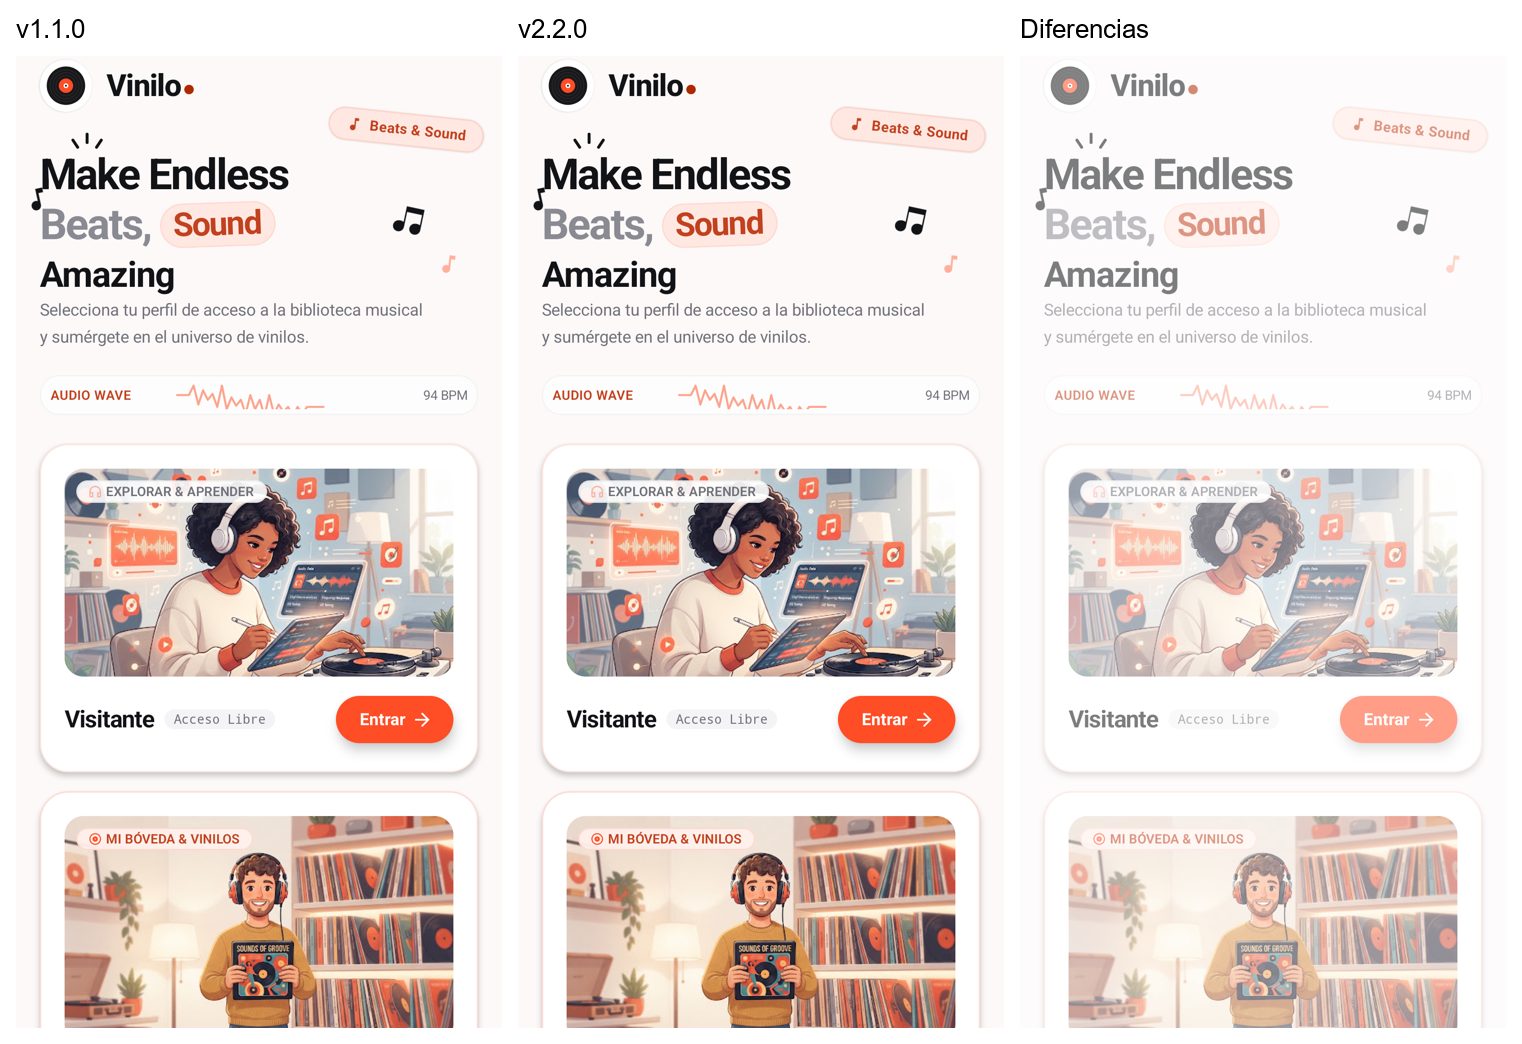 v1.1.0
Vinilo
Beats & Sound
Make Endless
Beats, Sound
Amazing
Selecciona tu perfil de acceso a la biblioteca musical
y sumérgete en el universo de vinilos.
AUDIO WAVE 94 BPM
EXPLORAR & APRENDER
Visitante Acceso Libre Entrar
MI BÓVEDA & VINILOS
SOUNDS OF GROOVE
v2.2.0
Vinilo
Beats & Sound
Make Endless
Beats, Sound
Amazing
Selecciona tu perfil de acceso a la biblioteca musical
y sumérgete en el universo de vinilos.
AUDIO WAVE 94 BPM
EXPLORAR & APRENDER
Visitante Acceso Libre Entrar
MI BÓVEDA & VINILOS
SOUNDS OF GROOVE
Diferencias
Vinilo
Beats & Sound
Make Endless
Beats, Sound
Amazing
Selecciona tu perfil de acceso a la biblioteca musical
y sumérgete en el universo de vinilos.
AUDIO WAVE 94 BPM
EXPLORAR & APRENDER
Visitante Acceso Libre Entrar
MI BÓVEDA & VINILOS
SOUNDS OF GROOVE